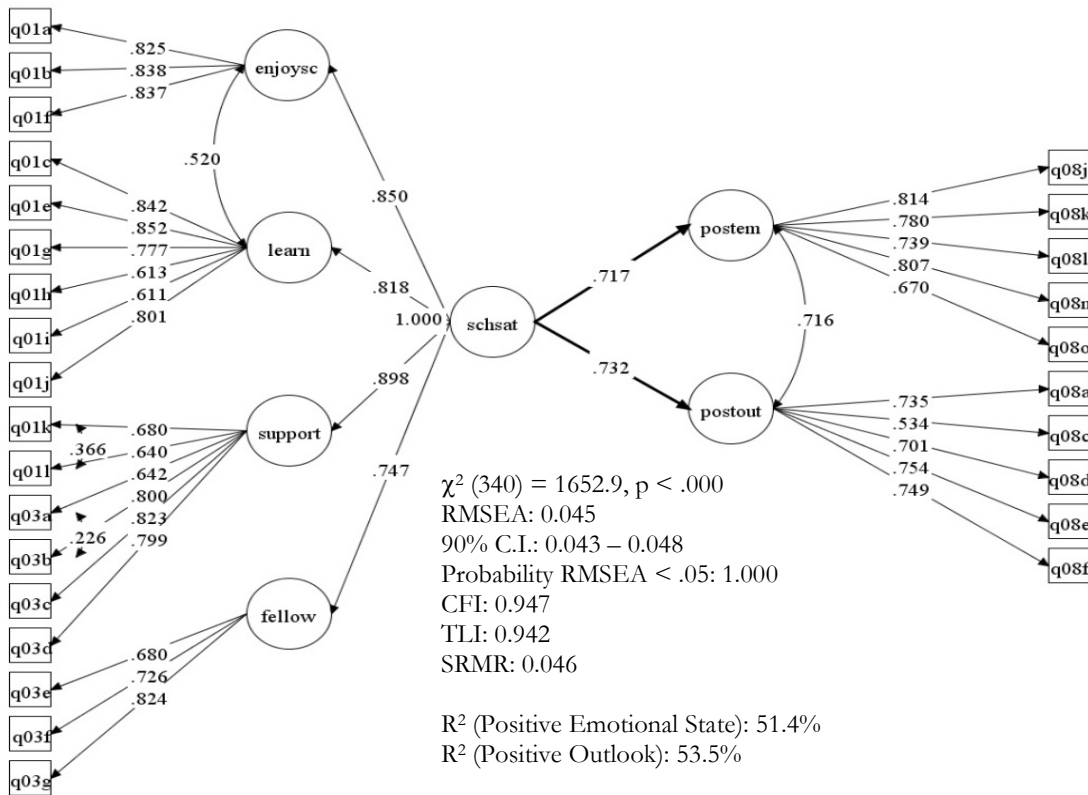 q01a
q01b
q01f
q01c
q01e
q01g
q01h
q01i
q01j
q01k
q01l
q03a
q03b
q03c
q03d
q03e
q03f
q03g
.825
.838
.837
.520
.842
.852
.777
.613
.611
.801
.366
.680
.640
.642
.800
.823
.799
.226
.680
.726
.824
enjoysc
learn
support
fellow
.850
.818
1.000
.898
.747
schsat
.717
.732
postem
.716
postout
.814
.780
.739
.807
.670
.735
.534
.701
.754
.749
q08j
q08k
q08l
q08o
q08a
q08c
q08d
q08e
q08f
χ² (340) = 1652.9, p < .000
RMSEA: 0.045
90% C.I.: 0.043 – 0.048
Probability RMSEA < .05: 1.000
CFI: 0.947
TLI: 0.942
SRMR: 0.046
R² (Positive Emotional State): 51.4%
R² (Positive Outlook): 53.5%